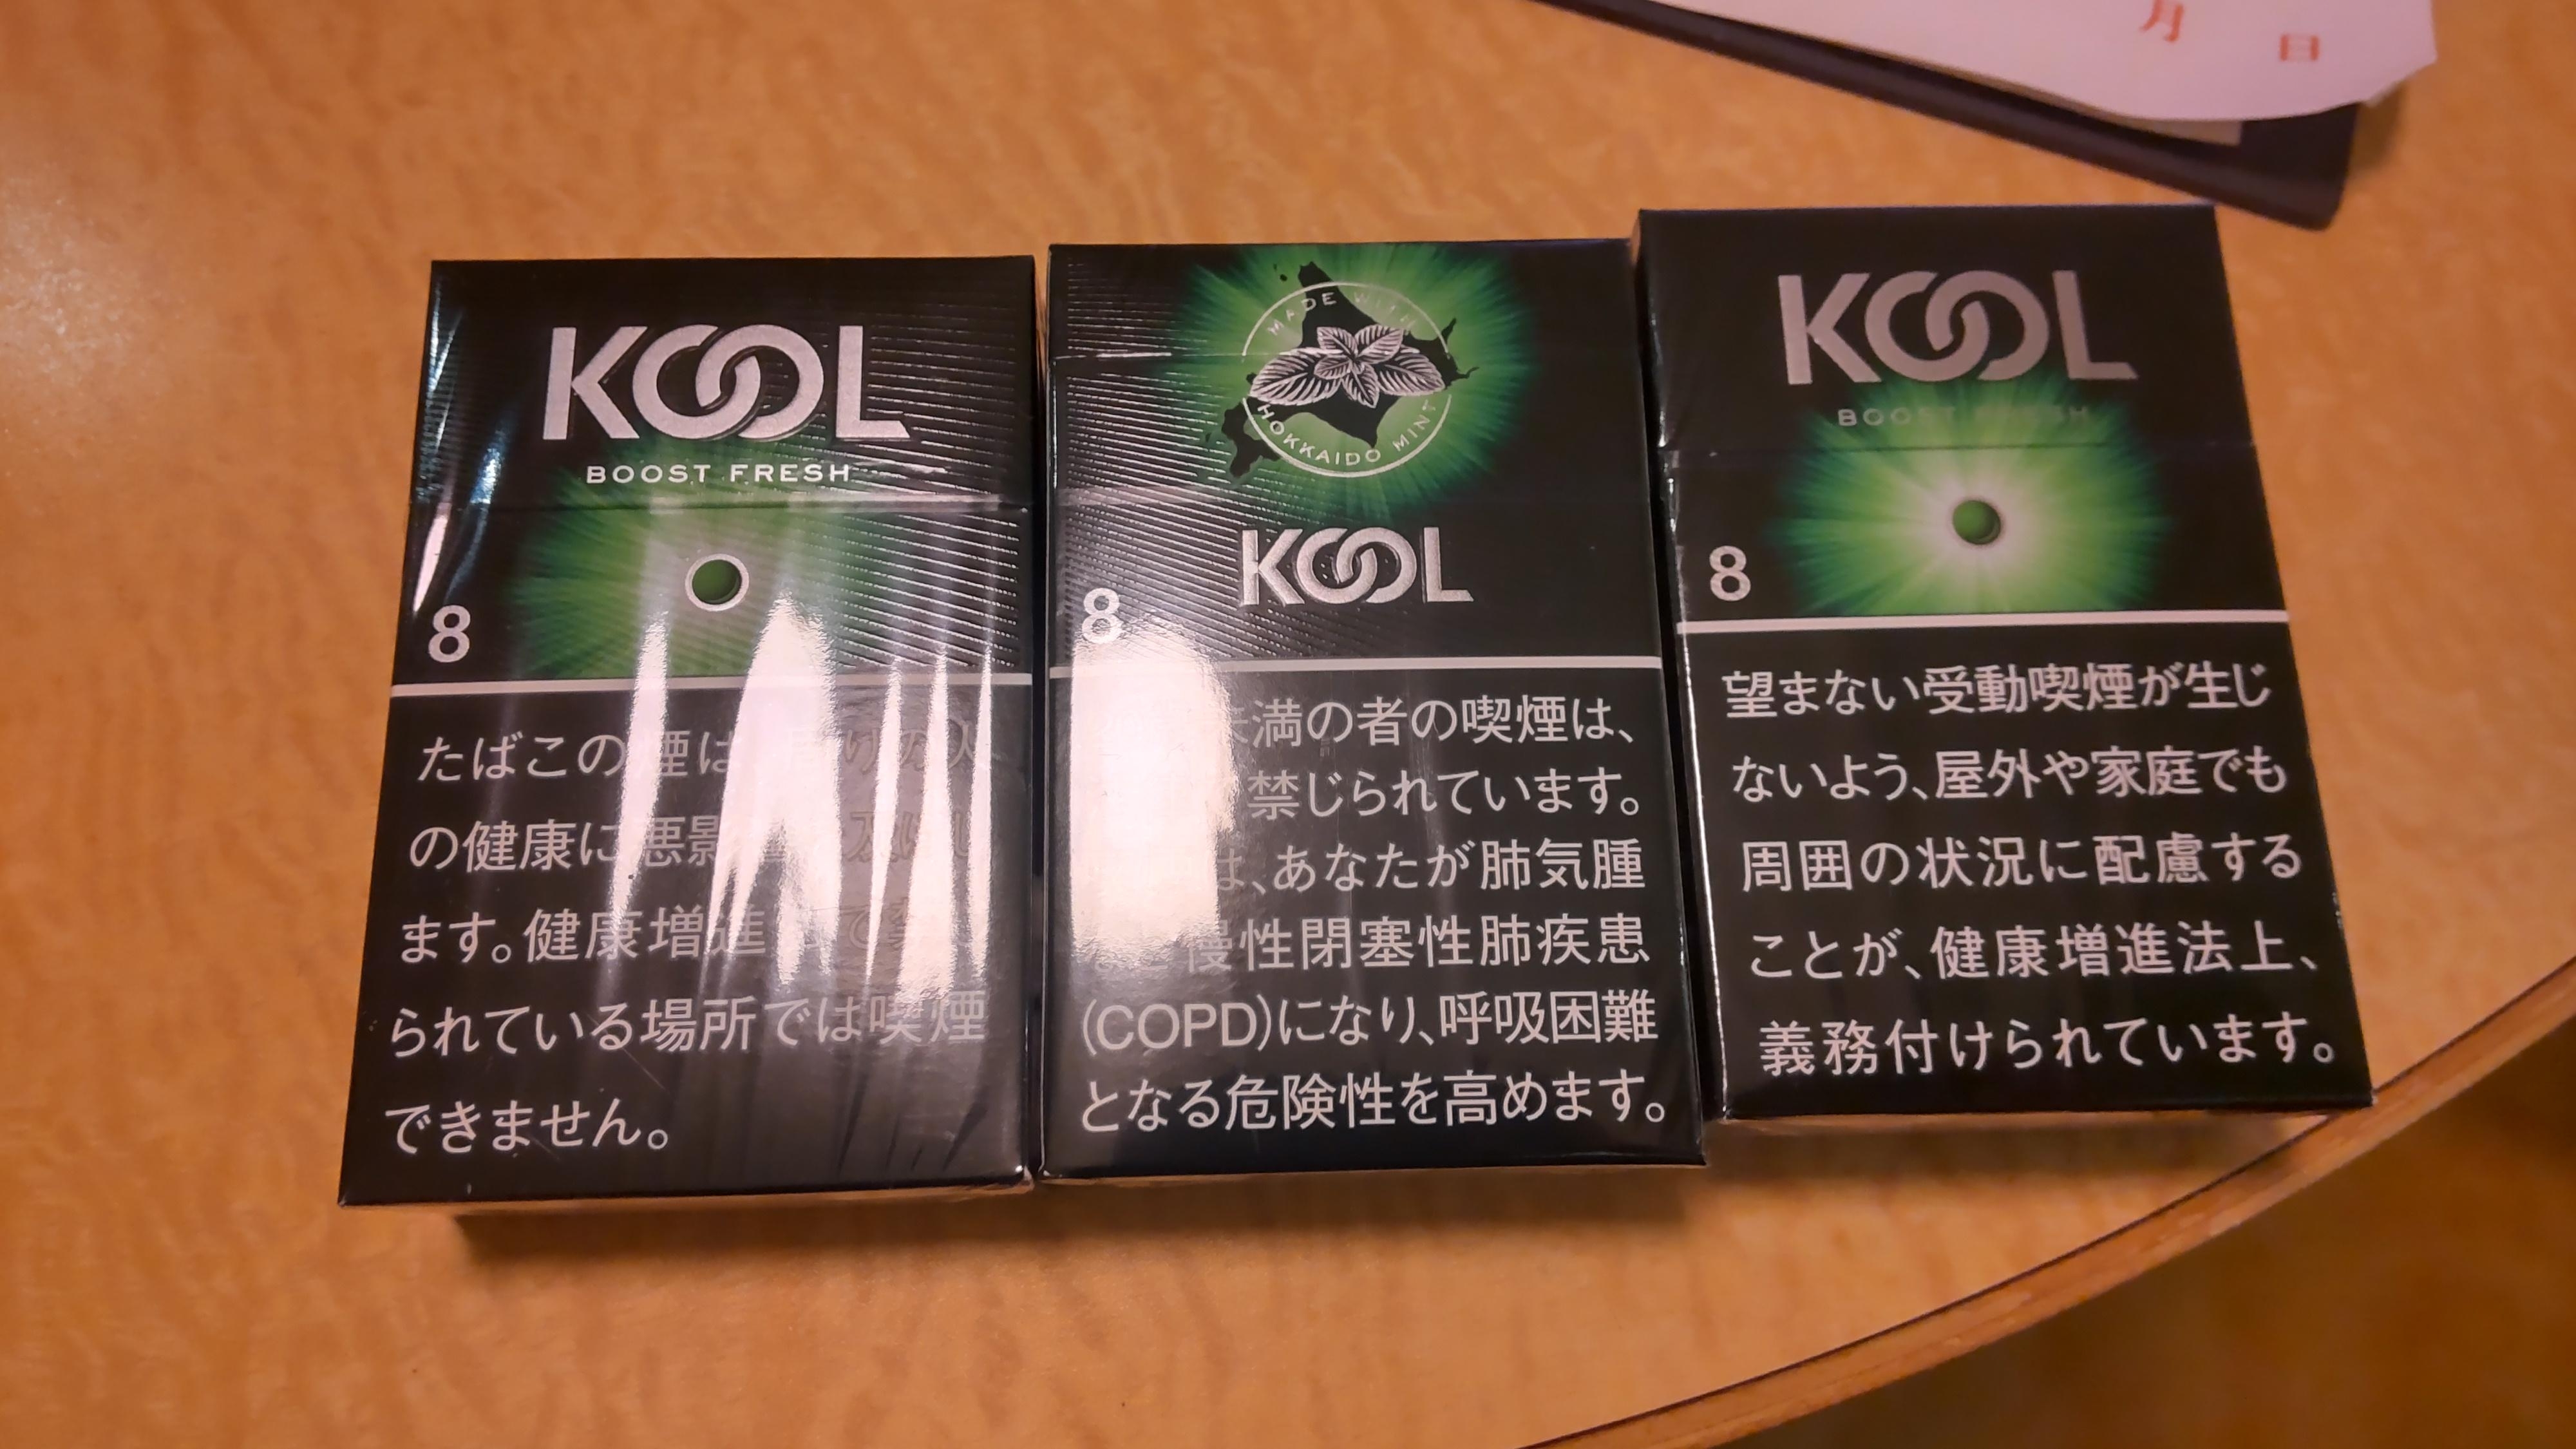 月 日
KOOL
BOOST FRESH
8
たばこの煙は
の健康に悪影
ます。健康増進
られている場所では喫煙
できません。
MADE WITH
HOKKAIDO MINT
KOOL
8
未満の者の喫煙は、
禁じられています。
は、あなたが肺気腫
慢性閉塞性肺疾患
(COPD)になり、呼吸困難
となる危険性を高めます。
KOOL
BOOST FRESH
8
望まない受動喫煙が生じ
ないよう、屋外や家庭でも
周囲の状況に配慮する
ことが、健康増進法上、
義務付けられています。